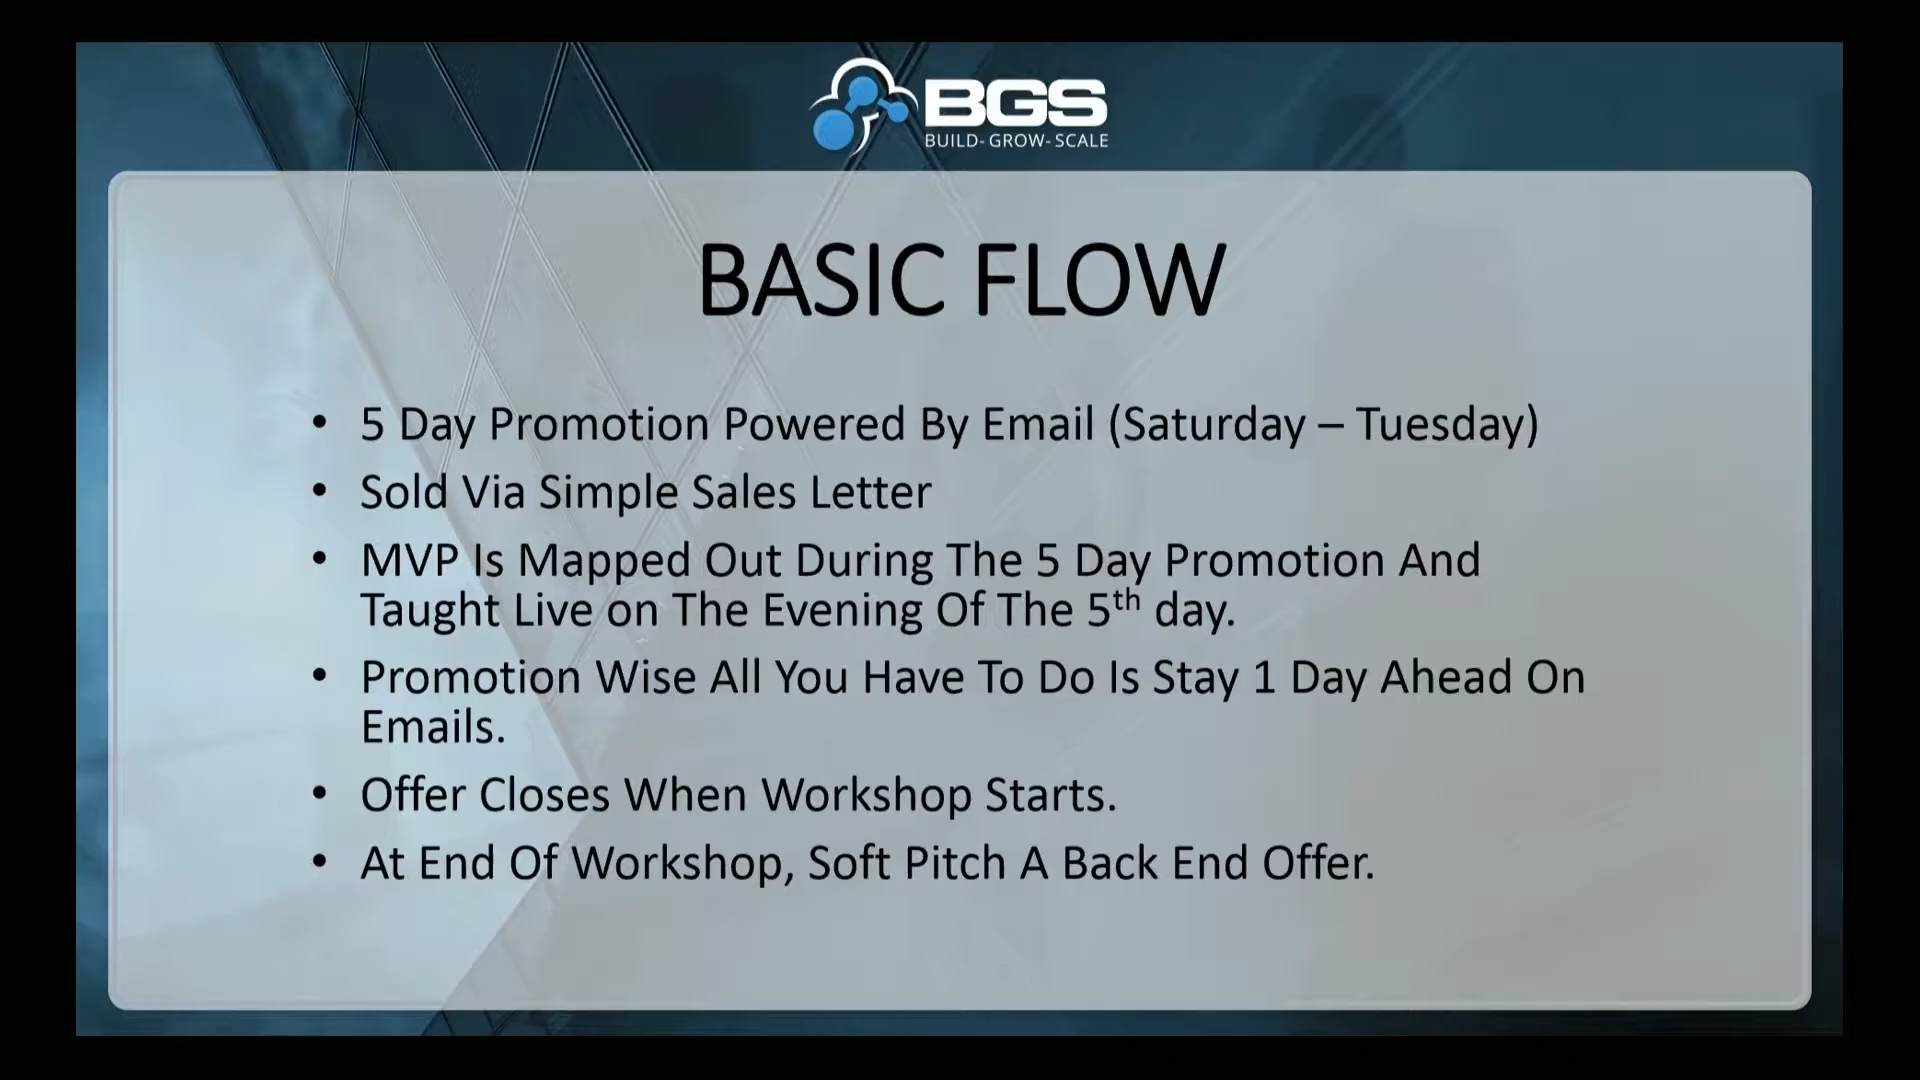 BGS
BUILD-GROW-SCALE
BASIC FLOW
• 5 Day Promotion Powered By Email (Saturday – Tuesday)
• Sold Via Simple Sales Letter
• MVP Is Mapped Out During The 5 Day Promotion And
Taught Live on The Evening Of The 5th day.
• Promotion Wise All You Have To Do Is Stay 1 Day Ahead On
Emails.
• Offer Closes When Workshop Starts.
• At End Of Workshop, Soft Pitch A Back End Offer.